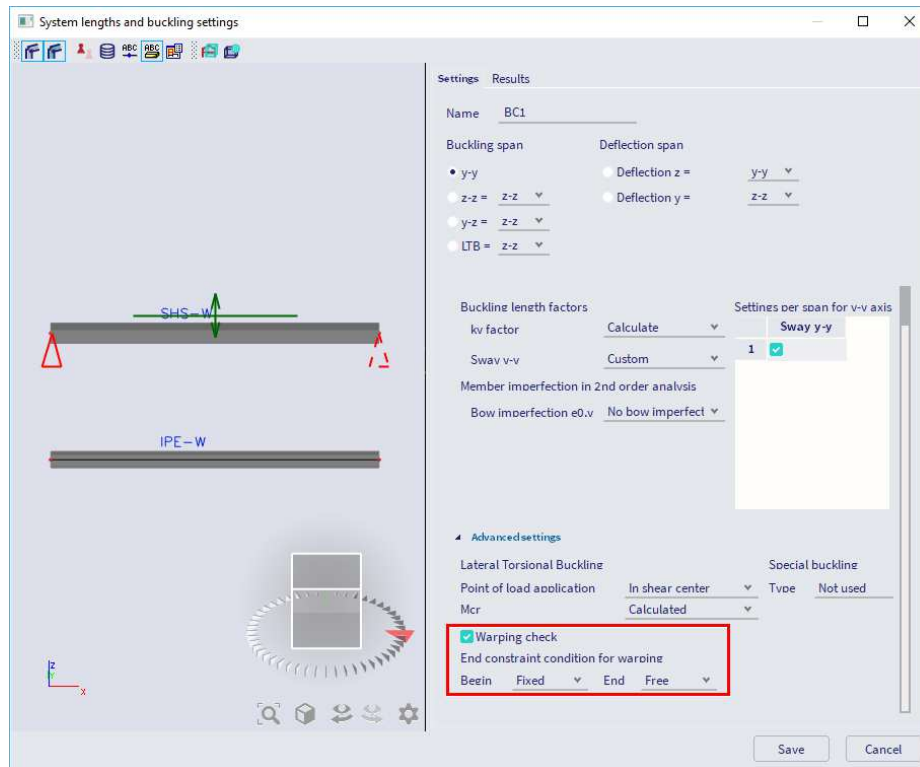 System lengths and buckling settings
ABC
ABC
Settings Results
Name BC1
Buckling span Deflection span
y-y Deflection z = y-y
z-z = z-z Deflection y = z-z
y-z = z-z
LTB = z-z
SHS-W
Buckling length factors Settings per span for y-y axis
ky factor Calculate Sway y-y
1
Sway y-y Custom
Member imperfection in 2nd order analysis
Bow imperfection e0,y No bow imperfect
IPE-W
Advanced settings
Lateral Torsional Buckling Special buckling
Point of load application In shear center Type Not used
Mcr Calculated
Warping check
End constraint condition for warping
Begin Fixed End Free
z
Y
x
Save Cancel